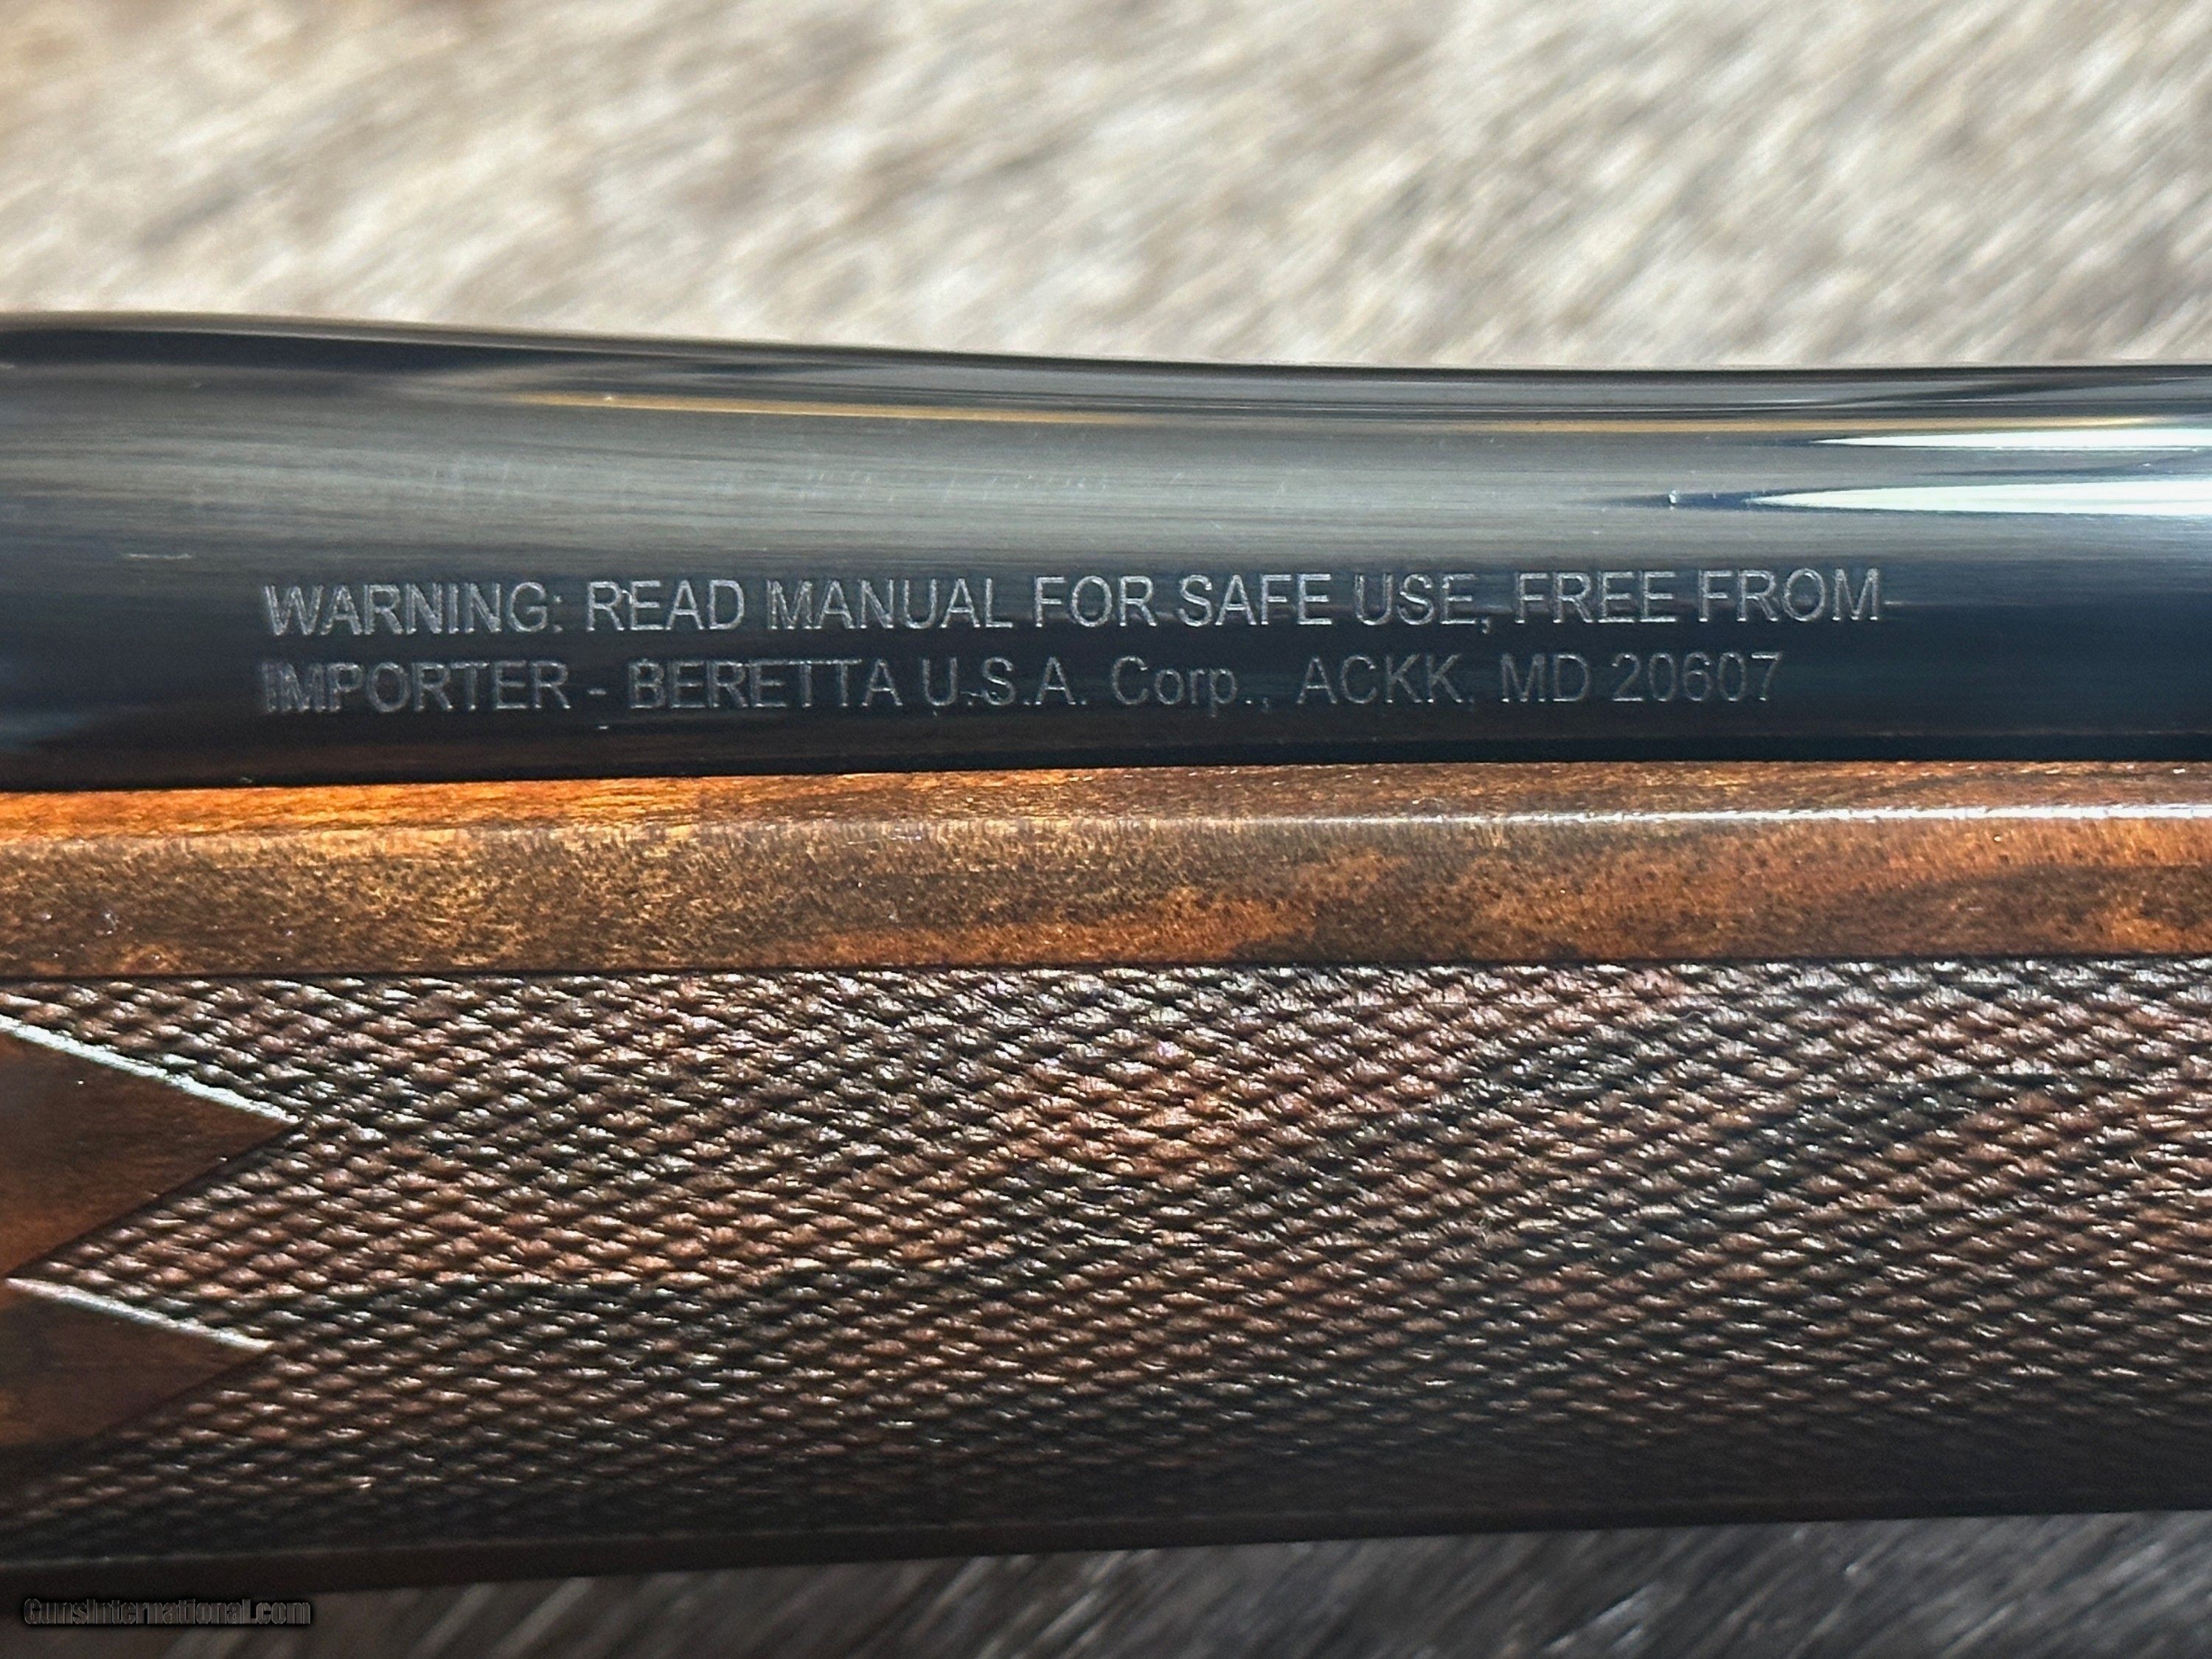 WARNING: READ MANUAL FOR SAFE USE, FREE FROM
IMPORTER - BERETTA U.S.A. Corp., ACKK, MD 20607
GunsInternational.com